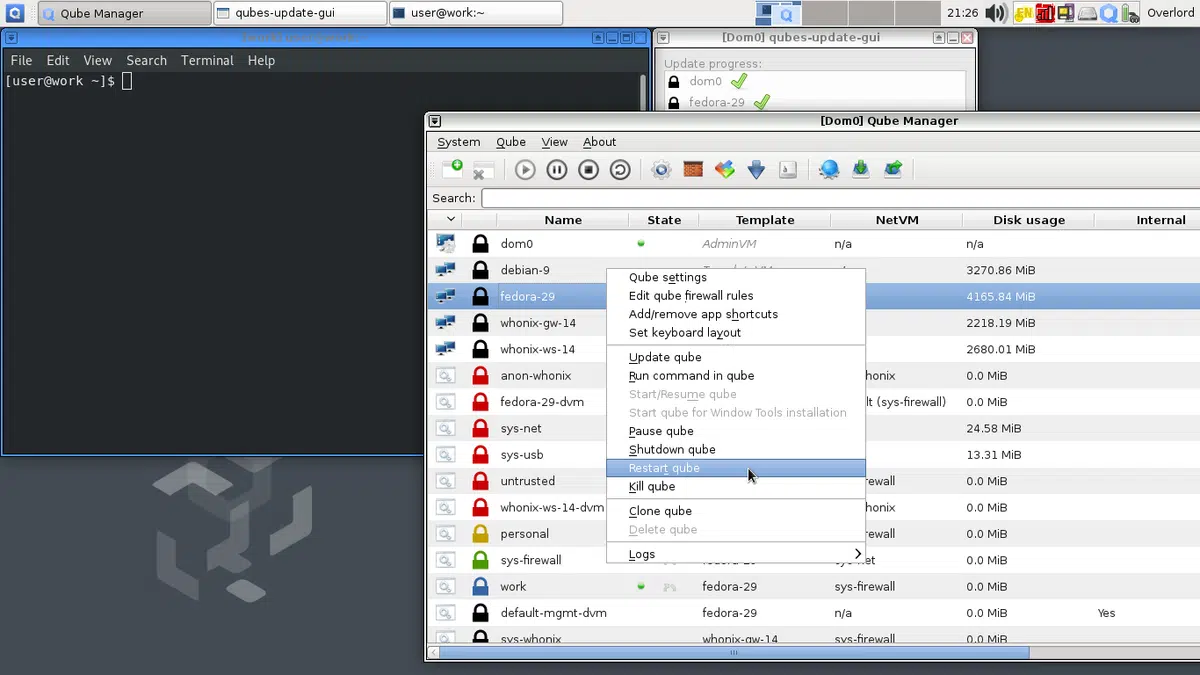 Qube Manager qubes-update-gui user@work:~ 21:26 EN Overlord
File Edit View Search Terminal Help
[user@work ~]$
[Dom0] qubes-update-gui
Update progress:
dom0
fedora-29
[Dom0] Qube Manager
System Qube View About
Search:
Name State Template NetVM Disk usage Internal
dom0 AdminVM n/a n/a
debian-9 3270.86 MiB
fedora-29 4165.84 MiB
whonix-gw-14 2218.19 MiB
whonix-ws-14 2680.01 MiB
anon-whonix 0.0 MiB
fedora-29-dvm lt (sys-firewall) 0.0 MiB
sys-net 24.58 MiB
sys-usb 13.31 MiB
untrusted 0.0 MiB
whonix-ws-14-dvm 0.0 MiB
personal 0.0 MiB
sys-firewall 0.0 MiB
work fedora-29 sys-firewall 0.0 MiB
default-mgmt-dvm fedora-29 n/a 0.0 MiB Yes
sys-whonix whonix-gw-14 sys-firewall 0.0 MiB
Qube settings
Edit qube firewall rules
Add/remove app shortcuts
Set keyboard layout
Update qube
Run command in qube
Start/Resume qube
Start qube for Window Tools installation
Pause qube
Shutdown qube
Restart qube
Kill qube
Clone qube
Delete qube
Logs